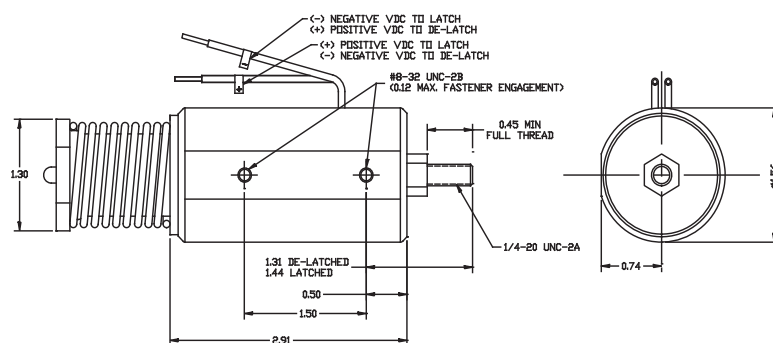 (-) NEGATIVE VDC TO LATCH
(+) POSITIVE VDC TO DE-LATCH
(+) POSITIVE VDC TO LATCH
(-) NEGATIVE VDC TO DE-LATCH
#8-32 UNC-2B
(0.12 MAX. FASTENER ENGAGEMENT)
0.45 MIN
FULL THREAD
1.30
1/4-20 UNC-2A
1.31 DE-LATCHED
1.44 LATCHED
0.74
0.50
1.50
2.91